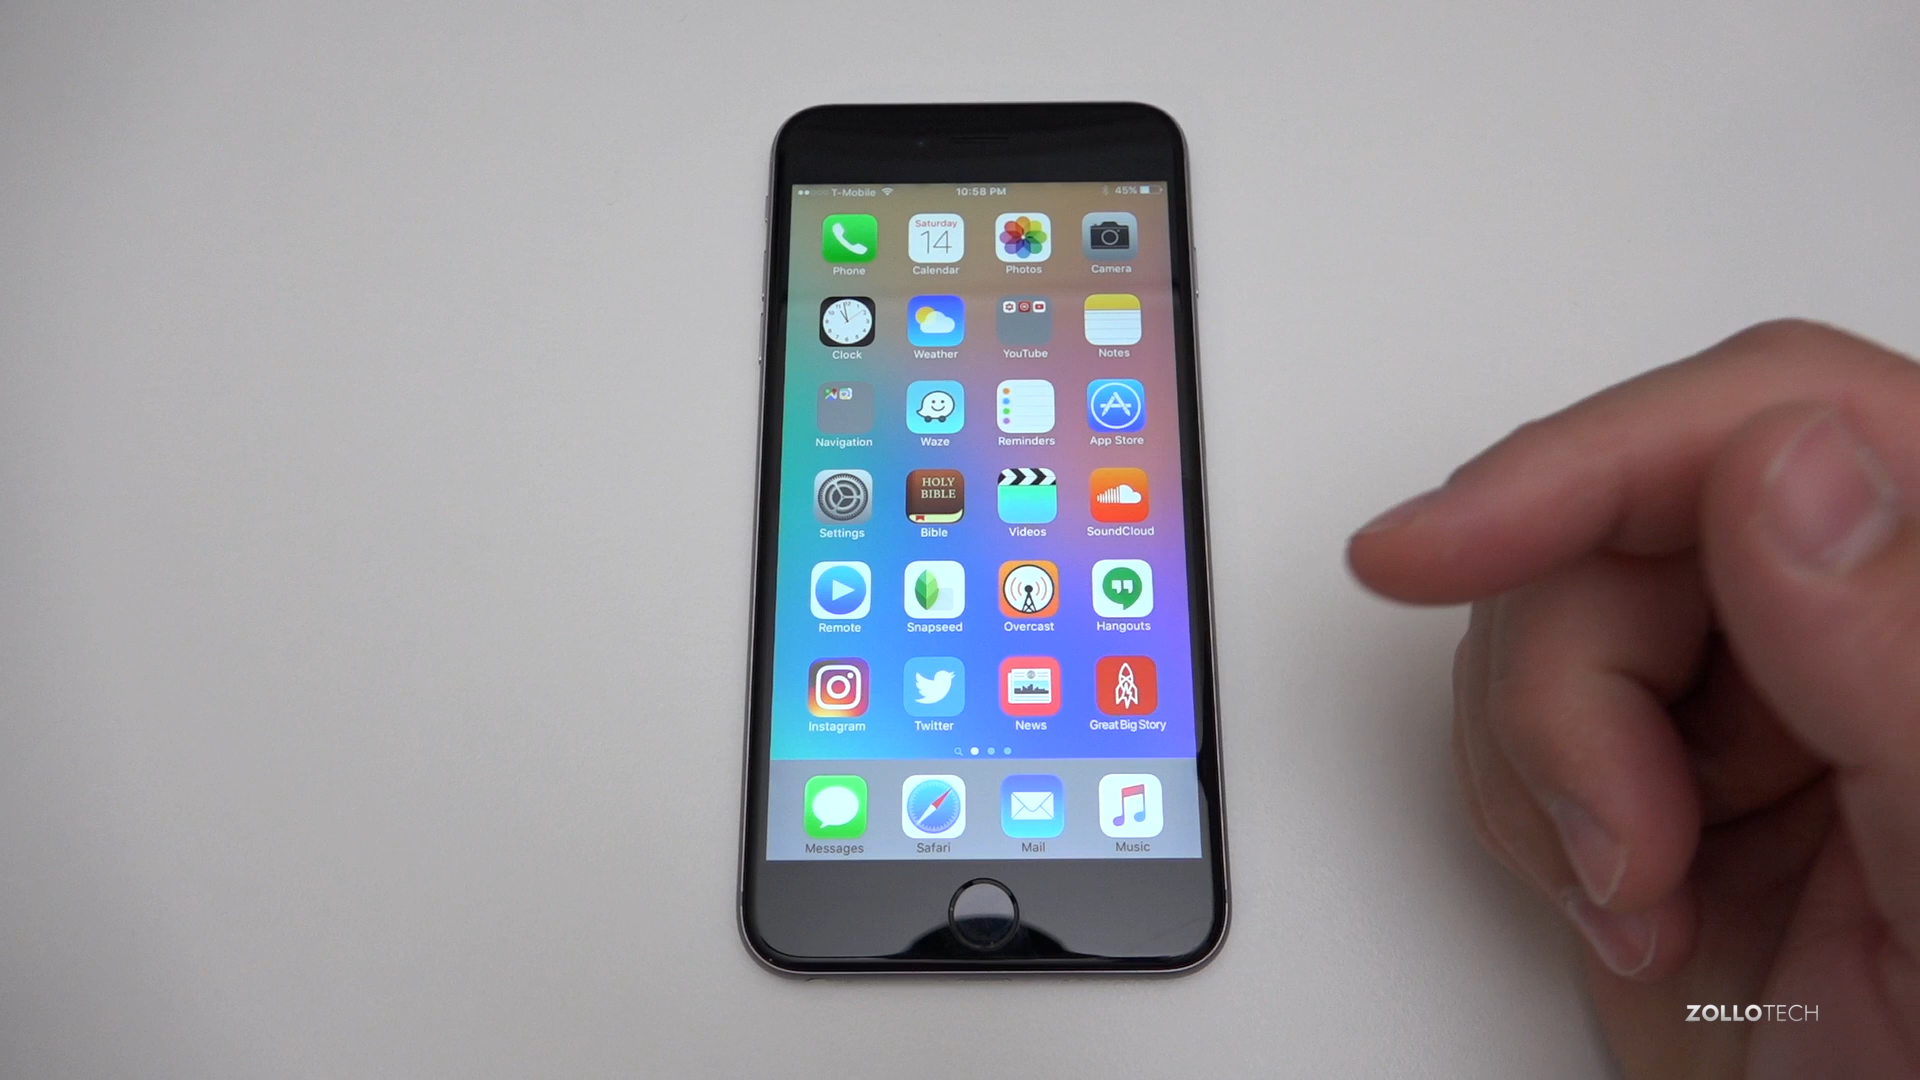 T-Mobile 10:58 PM 45%
Saturday
14
Phone Calendar Photos Camera
Clock Weather YouTube Notes
Navigation Waze Reminders App Store
HOLY
BIBLE
Settings Bible Videos SoundCloud
Remote Snapseed Overcast Hangouts
Instagram Twitter News Great Big Story
Messages Safari Mail Music
ZOLLOTECH